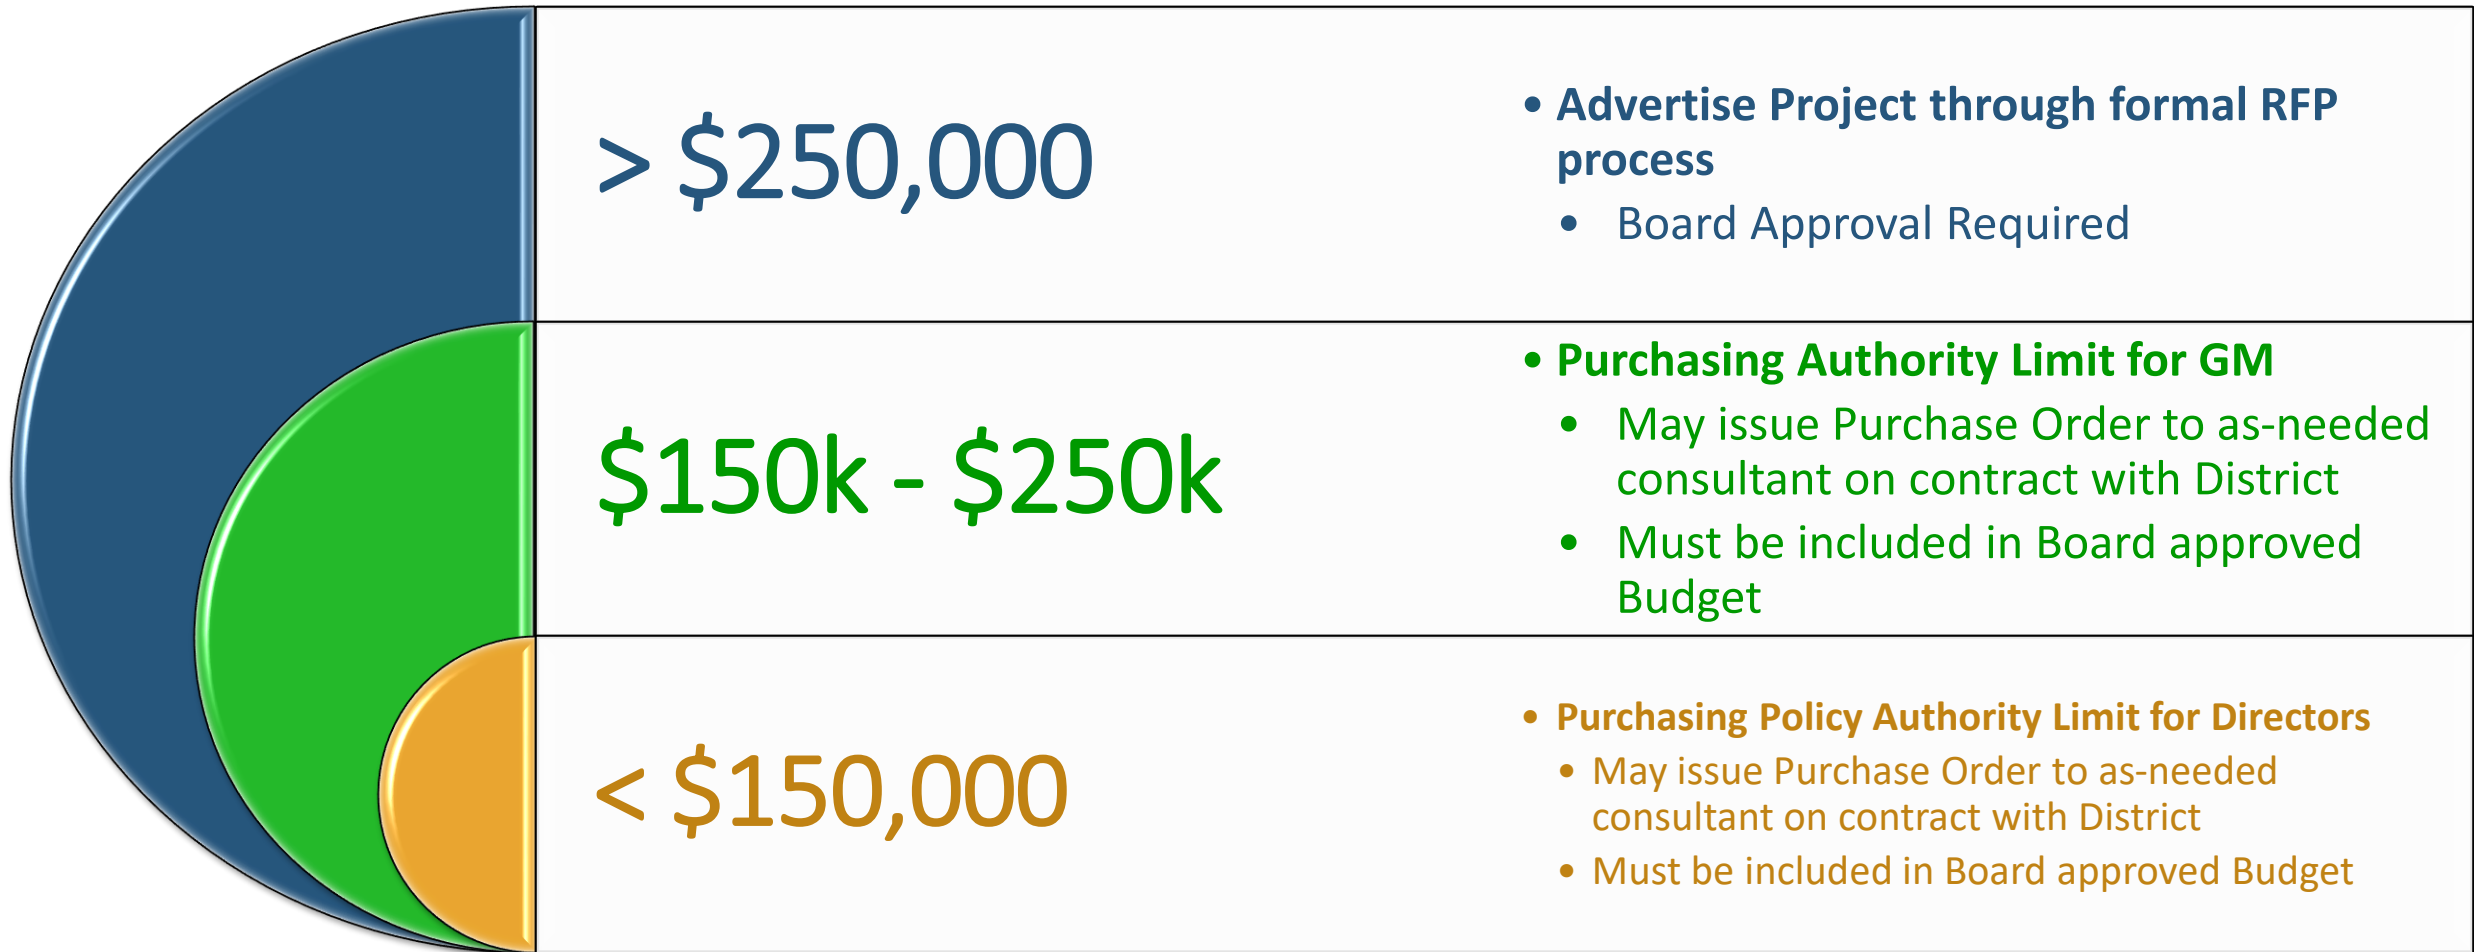 > $250,000
• Advertise Project through formal RFP
process
• Board Approval Required
$150k - $250k
• Purchasing Authority Limit for GM
• May issue Purchase Order to as-needed
consultant on contract with District
• Must be included in Board approved
Budget
< $150,000
• Purchasing Policy Authority Limit for Directors
• May issue Purchase Order to as-needed
consultant on contract with District
• Must be included in Board approved Budget